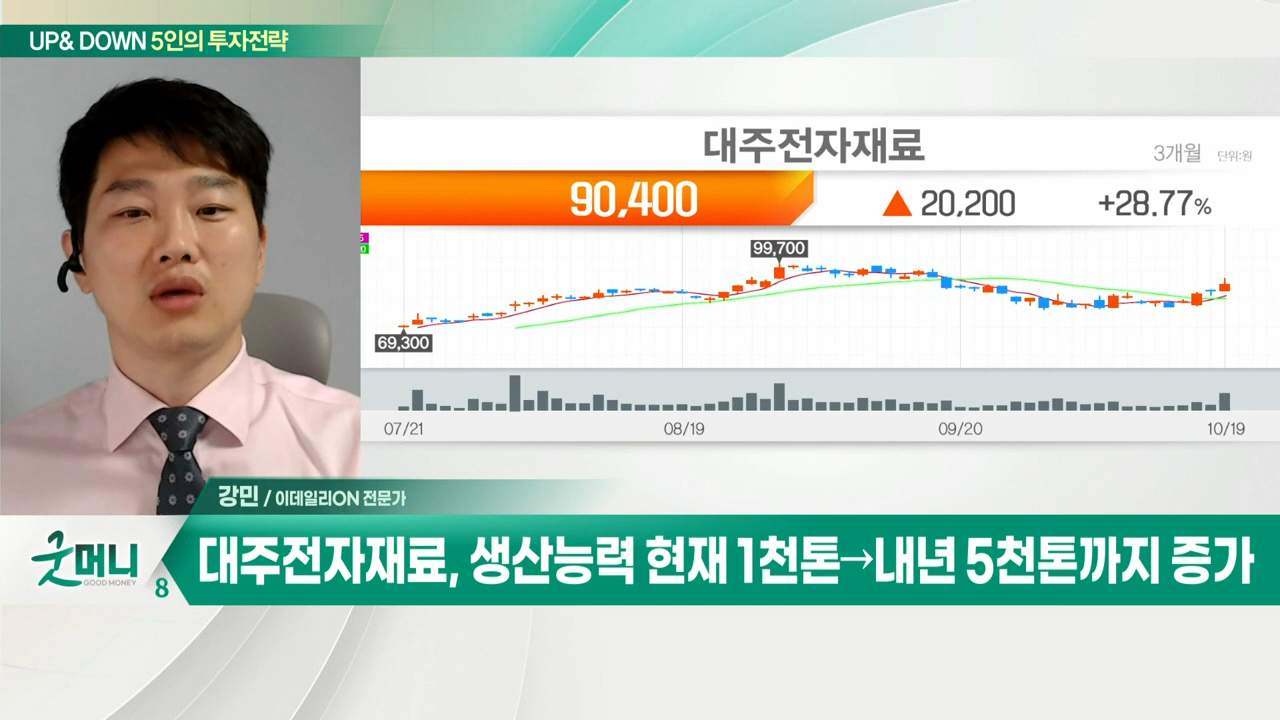 UP& DOWN 5인의 투자전략
대주전자재료
3개월 단위:원
90,400 ▲ 20,200 +28.77%
99,700
69,300
07/21 08/19 09/20 10/19
강민 / 이데일리ON 전문가
굿머니
GOOD MONEY
8
대주전자재료, 생산능력 현재 1천톤→내년 5천톤까지 증가